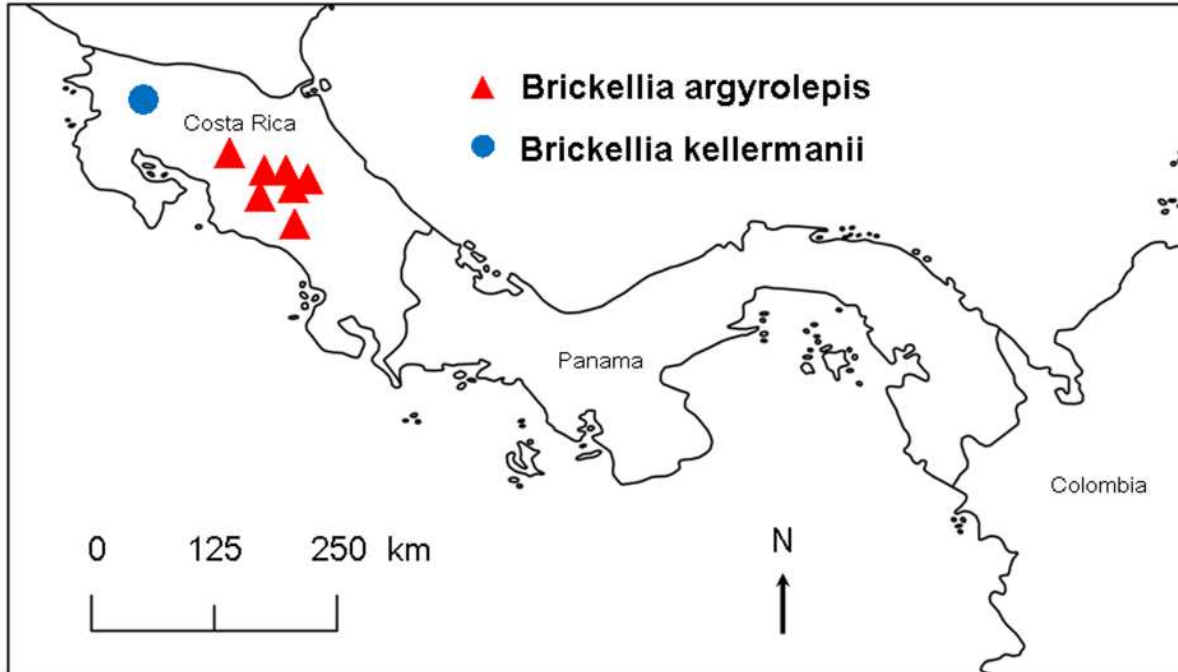 Brickellia argyrolepis
Costa Rica
Brickellia kellermanii
Panama
Colombia
0 125 250 km
N